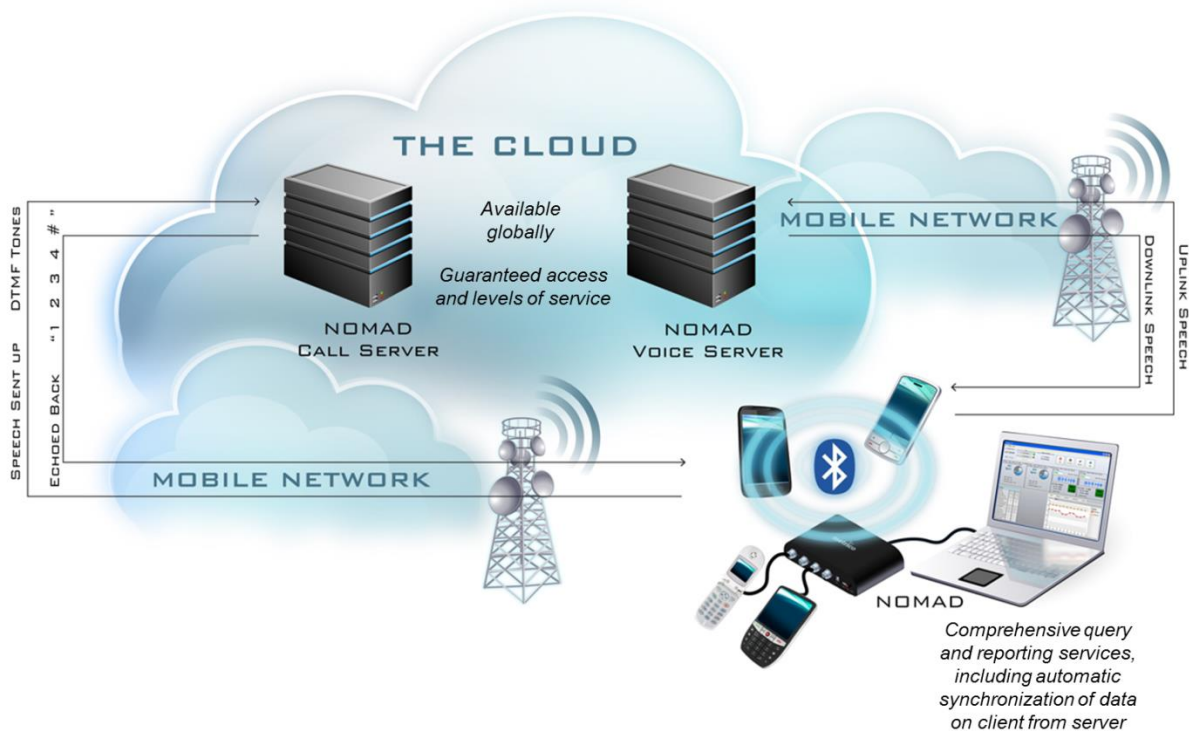 THE CLOUD
Available
globally
Guaranteed access
and levels of service
NOMAD
CALL SERVER
NOMAD
VOICE SERVER
MOBILE NETWORK
UPLINK SPEECH
DOWNLINK SPEECH
SPEECH SENT UP DTMF TONES
ECHOED BACK "1 2 3 4 #"
MOBILE NETWORK
NOMAD
Comprehensive query
and reporting services,
including automatic
synchronization of data
on client from server